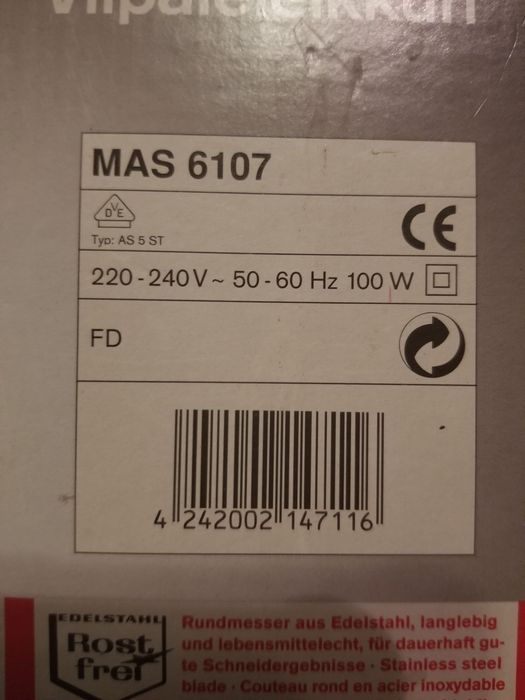 MAS 6107
DVE
Typ: AS 5 ST
CE
220 - 240 V ~ 50 - 60 Hz 100 W
FD
4 242002 147116
EDELSTAHL
Rost
frei
Rundmesser aus Edelstahl, langlebig
und lebensmittelecht, für dauerhaft gu-
te Schneidergebnisse · Stainless steel
blade · Couteau rond en acier inoxydable